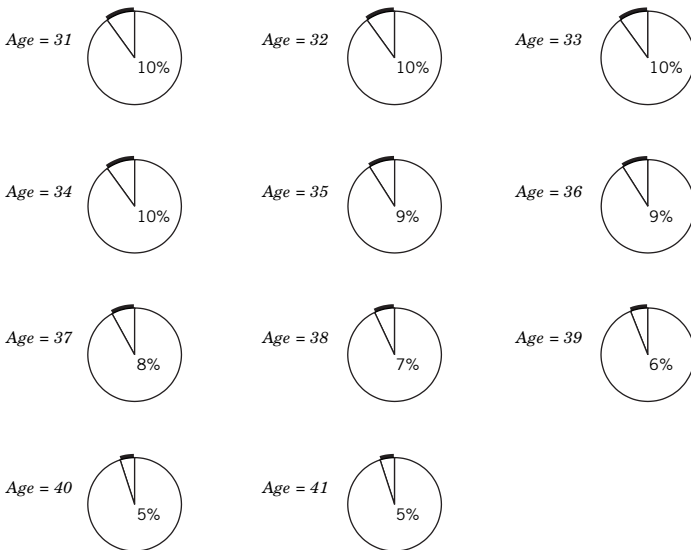 Age = 31
10%
Age = 32
10%
Age = 33
10%
Age = 34
10%
Age = 35
9%
Age = 36
9%
Age = 37
8%
Age = 38
7%
Age = 39
6%
Age = 40
5%
Age = 41
5%